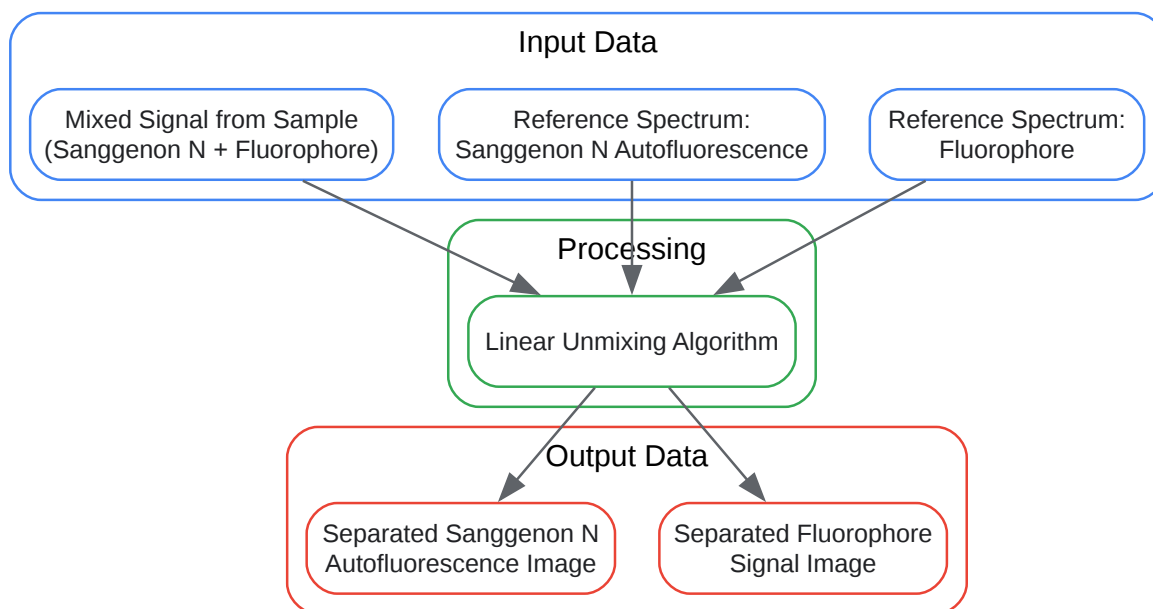 Input Data
Mixed Signal from Sample
(Sanggenon N + Fluorophore)
Reference Spectrum:
Sanggenon N Autofluorescence
Reference Spectrum:
Fluorophore
Processing
Linear Unmixing Algorithm
Output Data
Separated Sanggenon N
Autofluorescence Image
Separated Fluorophore
Signal Image